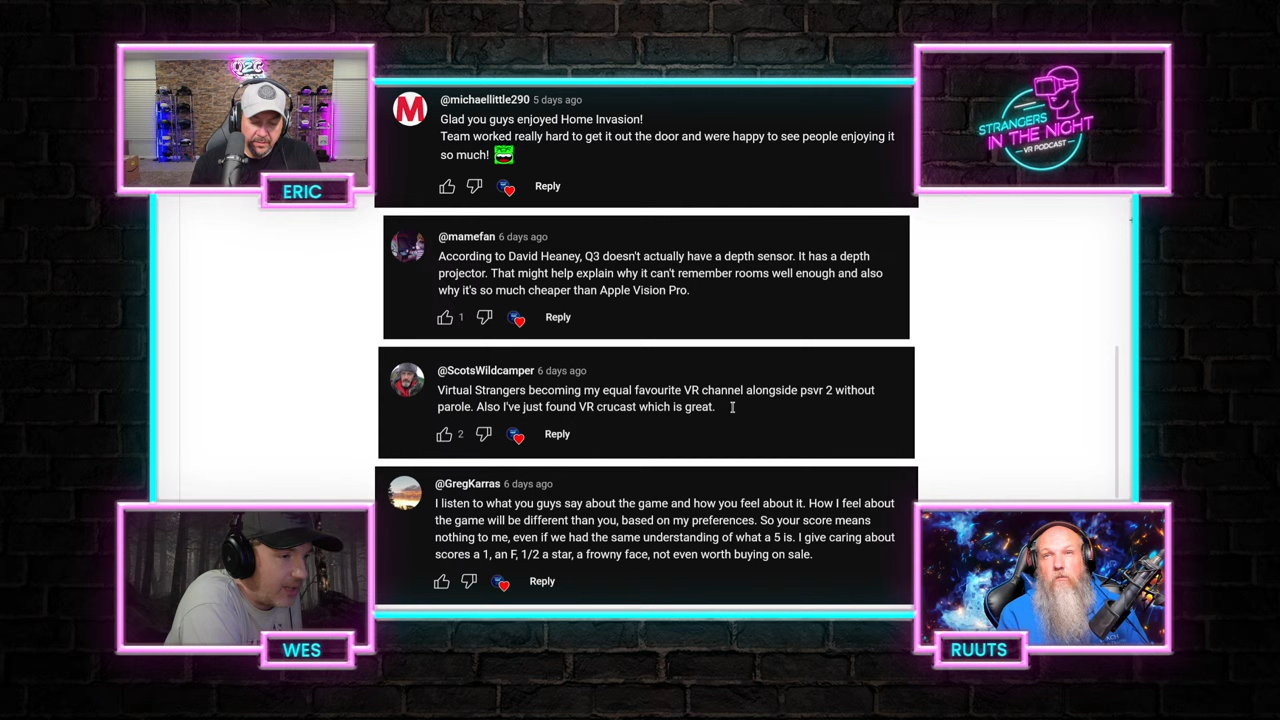 Q2C
ERIC
@michaellittle290 5 days ago
Glad you guys enjoyed Home Invasion!
Team worked really hard to get it out the door and were happy to see people enjoying it
so much!
Reply
STRANGERS
IN THE NIGHT
VR PODCAST
@mamefan 6 days ago
According to David Heaney, Q3 doesn't actually have a depth sensor. It has a depth
projector. That might help explain why it can't remember rooms well enough and also
why it's so much cheaper than Apple Vision Pro.
1 Reply
@ScotsWildcamper 6 days ago
Virtual Strangers becoming my equal favourite VR channel alongside psvr 2 without
parole. Also I've just found VR crucast which is great.
2 Reply
@GregKarras 6 days ago
I listen to what you guys say about the game and how you feel about it. How I feel about
the game will be different than you, based on my preferences. So your score means
nothing to me, even if we had the same understanding of what a 5 is. I give caring about
scores a 1, an F, 1/2 a star, a frowny face, not even worth buying on sale.
Reply
WES
RUUTS